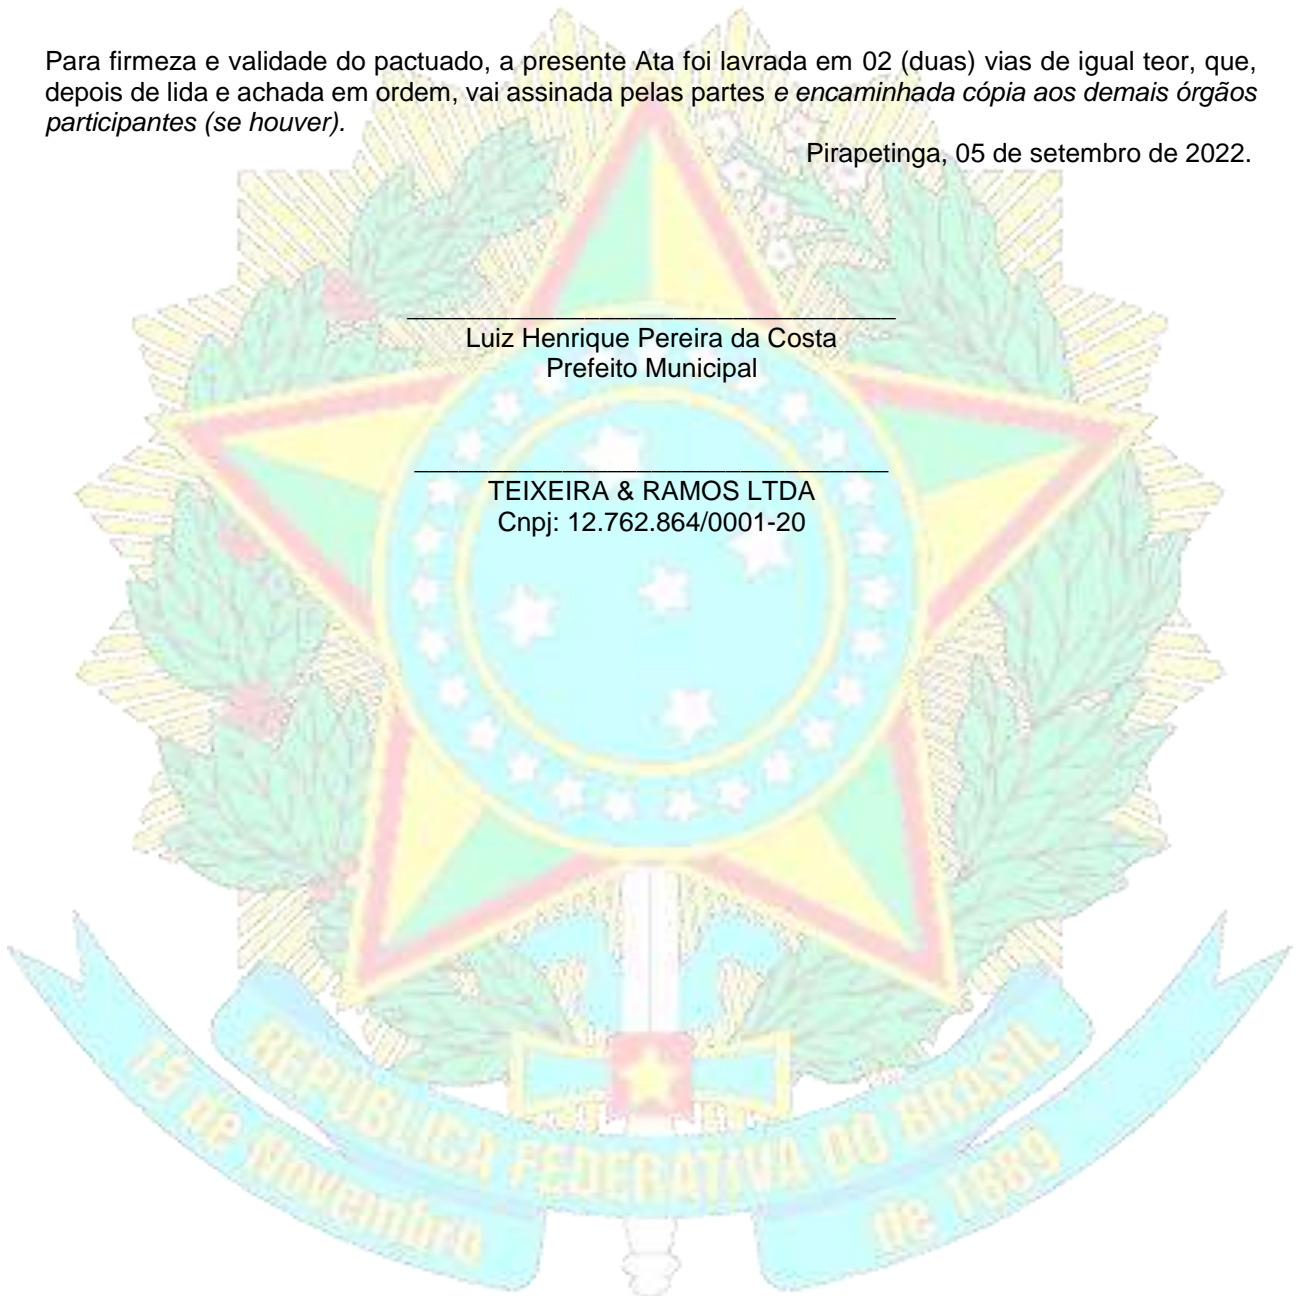 Para firmeza e validade do pactuado, a presente Ata foi lavrada em 02 (duas) vias de igual teor, que,
depois de lida e achada em ordem, vai assinada pelas partes e encaminhada cópia aos demais órgãos
participantes (se houver).
Pirapetinga, 05 de setembro de 2022.
Luiz Henrique Pereira da Costa
Prefeito Municipal
TEIXEIRA & RAMOS LTDA
Cnpj: 12.762.864/0001-20
REPÚBLICA FEDERATIVA DO BRASIL
15 de Novembro
de 1889